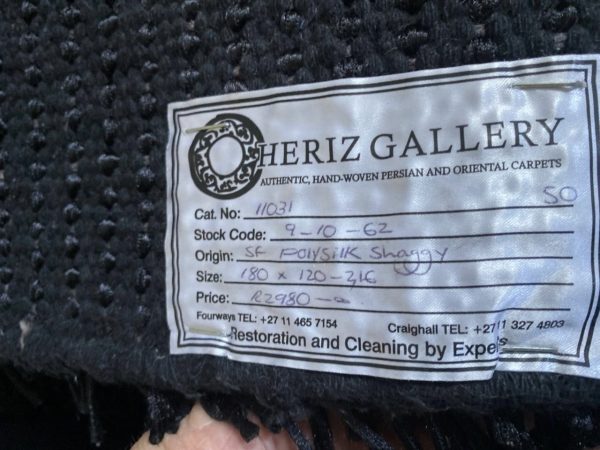 HERIZ GALLERY
AUTHENTIC, HAND-WOVEN PERSIAN AND ORIENTAL CARPETS
50
Cat. No: 11031
Stock Code: 9-10-62
Origin: SF Polysilk Shaggy
Size: 180 x 120 - 2,16
Price: R2980-00
Fourways TEL: +27 11 465 7154 Craighall TEL: +27 11 327 4803
Restoration and Cleaning by Expe s